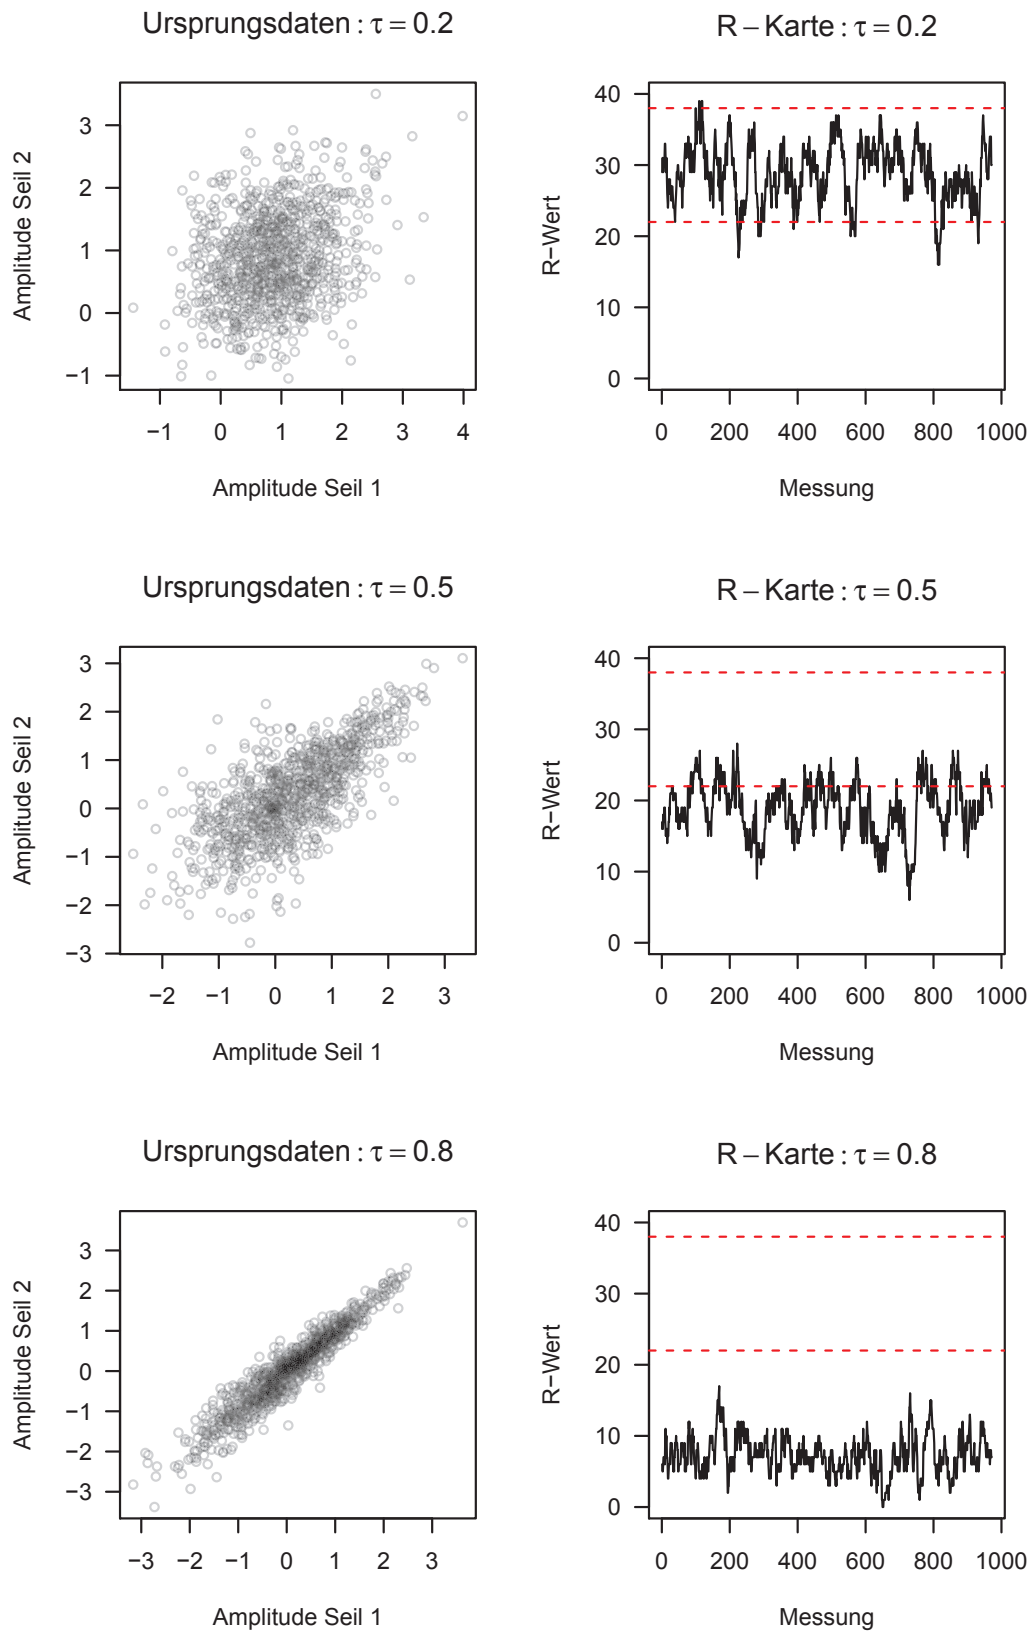 Ursprungsdaten : τ = 0.2
R − Karte : τ = 0.2
3
2
1
0
−1
Amplitude Seil 2
−1 0 1 2 3 4
Amplitude Seil 1
40
30
20
10
0
R−Wert
0 200 400 600 800 1000
Messung
Ursprungsdaten : τ = 0.5
R − Karte : τ = 0.5
3
2
1
0
−1
−2
−3
Amplitude Seil 2
−2 −1 0 1 2 3
Amplitude Seil 1
40
30
20
10
0
R−Wert
0 200 400 600 800 1000
Messung
Ursprungsdaten : τ = 0.8
R − Karte : τ = 0.8
3
2
1
0
−1
−2
−3
Amplitude Seil 2
−3 −2 −1 0 1 2 3
Amplitude Seil 1
40
30
20
10
0
R−Wert
0 200 400 600 800 1000
Messung